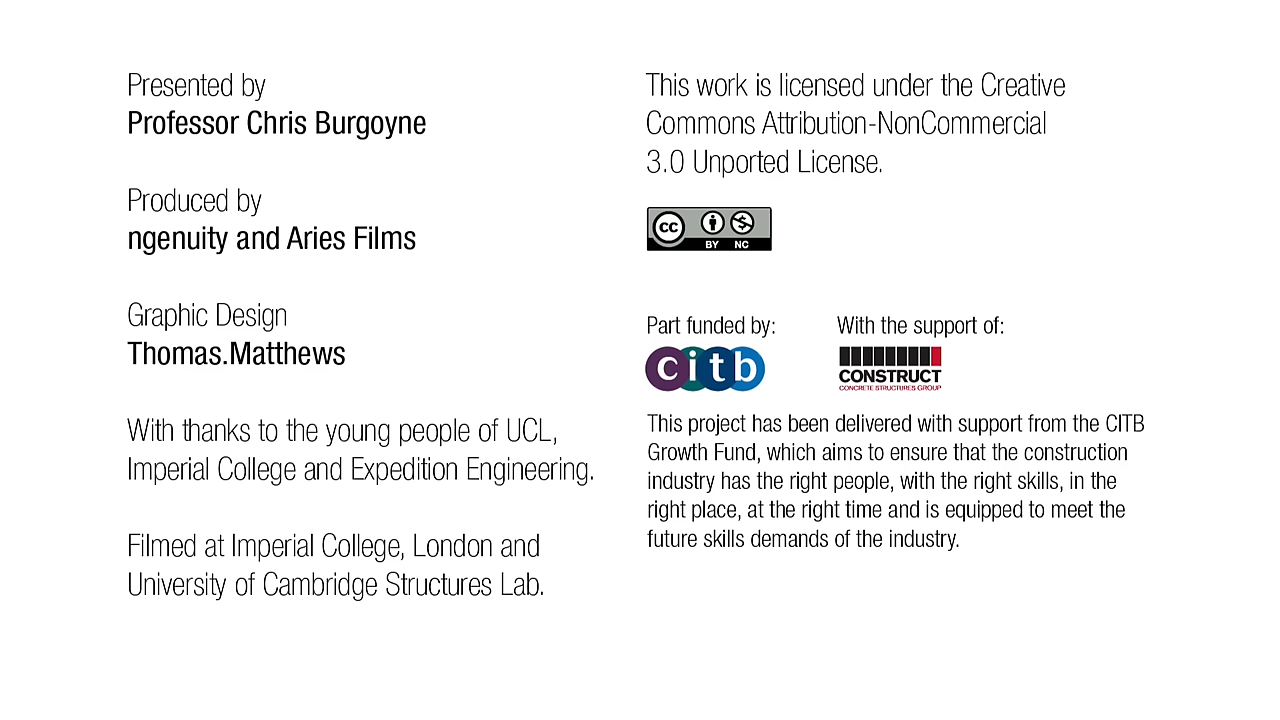 Presented by
Professor Chris Burgoyne
Produced by
ngenuity and Aries Films
Graphic Design
Thomas.Matthews
With thanks to the young people of UCL,
Imperial College and Expedition Engineering.
Filmed at Imperial College, London and
University of Cambridge Structures Lab.
This work is licensed under the Creative
Commons Attribution-NonCommercial
3.0 Unported License.
cc BY NC
Part funded by:
citb
With the support of:
CONSTRUCT
CONCRETE STRUCTURES GROUP
This project has been delivered with support from the CITB
Growth Fund, which aims to ensure that the construction
industry has the right people, with the right skills, in the
right place, at the right time and is equipped to meet the
future skills demands of the industry.